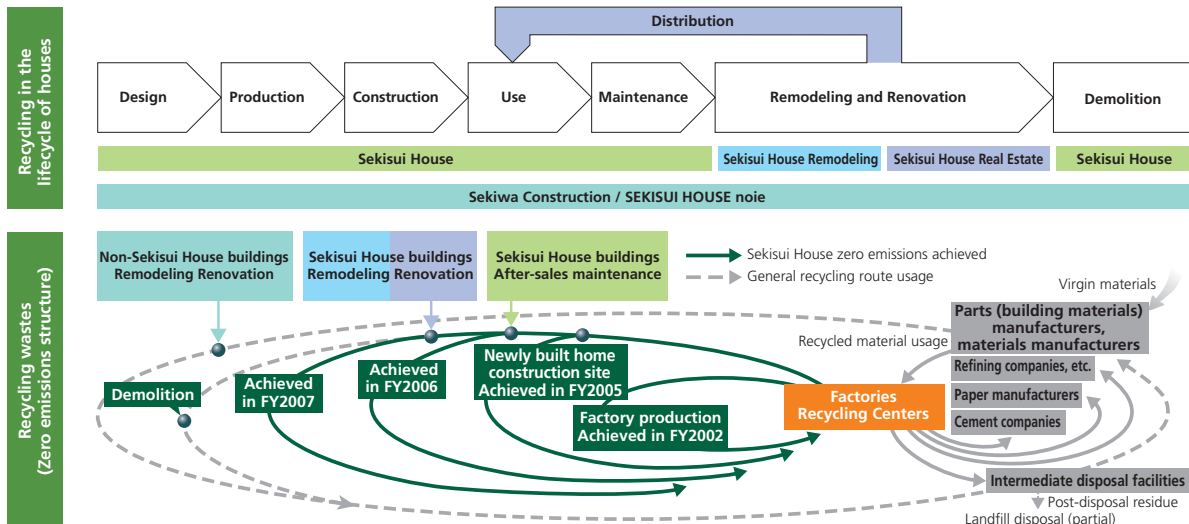 Recycling in the
lifecycle of houses
Distribution
Design
Production
Construction
Use
Maintenance
Remodeling and Renovation
Demolition
Sekisui House
Sekisui House Remodeling
Sekisui House Real Estate
Sekisui House
Sekiwa Construction / SEKISUI HOUSE noie
Recycling wastes
(Zero emissions structure)
Non-Sekisui House buildings
Remodeling Renovation
Sekisui House buildings
Remodeling Renovation
Sekisui House buildings
After-sales maintenance
Sekisui House zero emissions achieved
General recycling route usage
Virgin materials
Parts (building materials)
manufacturers,
materials manufacturers
Recycled material usage
Refining companies, etc.
Paper manufacturers
Cement companies
Demolition
Achieved
in FY2007
Achieved
in FY2006
Newly built home
construction site
Achieved in FY2005
Factory production
Achieved in FY2002
Factories
Recycling Centers
Intermediate disposal facilities
Post-disposal residue
Landfill disposal (partial)